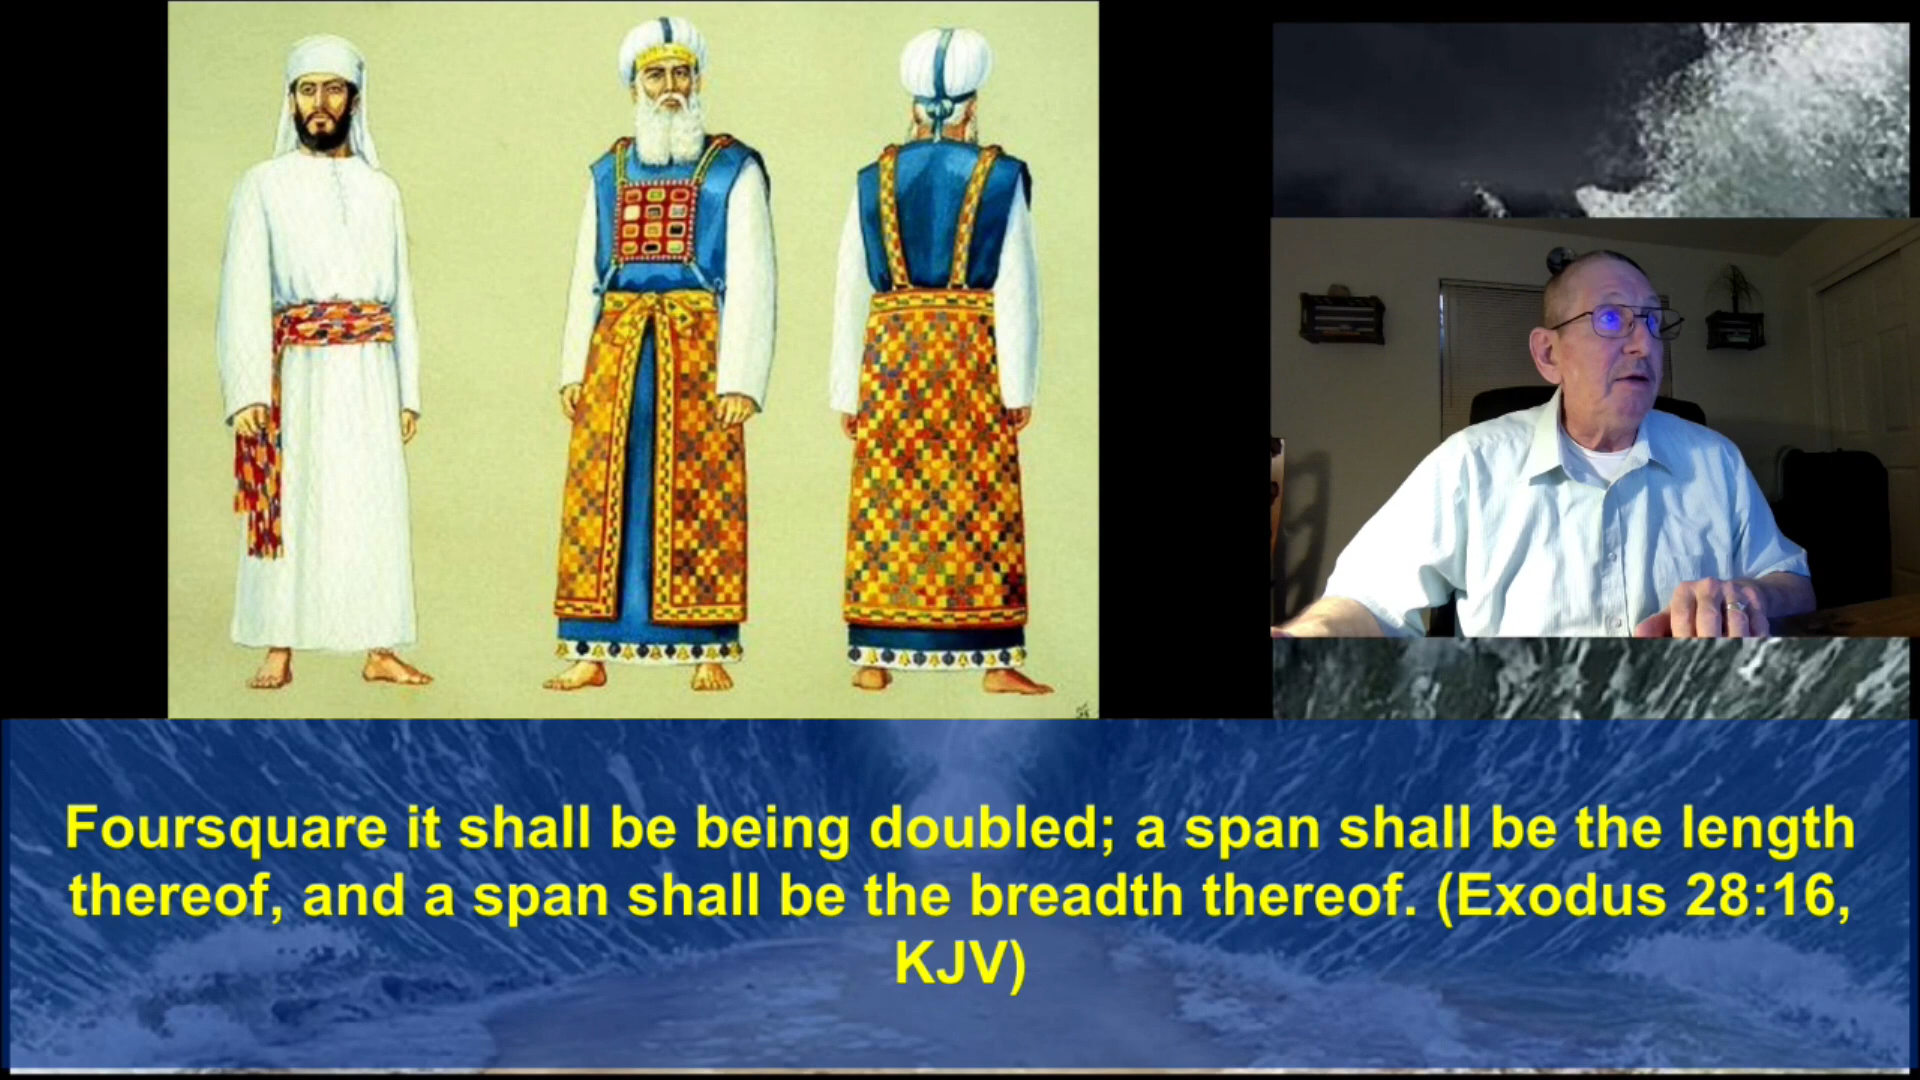 Foursquare it shall be being doubled; a span shall be the length
thereof, and a span shall be the breadth thereof. (Exodus 28:16,
KJV)